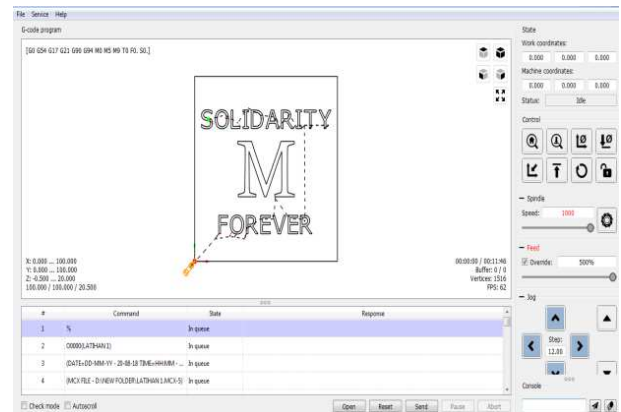 File Service Help
G-code program
State
[G0 G54 G17 G21 G90 G94 M0 M5 M9 T0 F0. S0.]
Work coordinates:
0.000 0.000 0.000
Machine coordinates:
0.000 0.000 0.000
Status: Idle
Control
SOLIDARITY
M
FOREVER
Spindle
Speed: 1000
Feed
Override: 500%
X: 0.000 ... 100.000
Y: 0.000 ... 100.000
Z: -0.500 ... 20.000
100.000 / 100.000 / 20.500
00:00:00 / 00:11:46
Buffer: 0 / 0
Vertices: 1516
FPS: 62
Jog
Step:
12.00
# Command State Response
1 % In queue
2 O0000(LATIHAN1) In queue
3 (DATE=DD-MM-YY - 20-08-18 TIME=HH:MM - ... In queue
4 (MCX FILE - D:\NEW FOLDER\LATIHAN 1.MCX-5) In queue
Console
Check mode Autoscroll
Open Reset Send Pause Abort